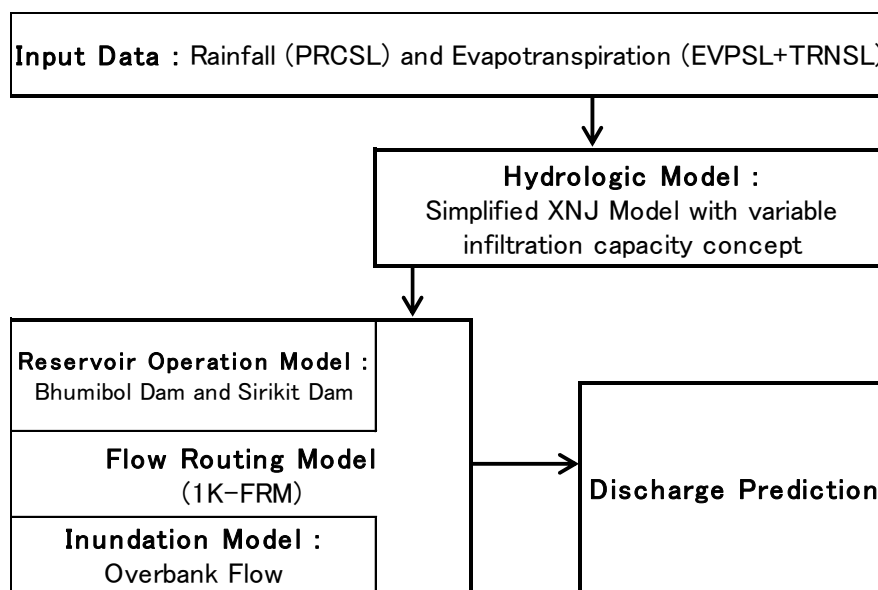 Input Data : Rainfall (PRCSL) and Evapotranspiration (EVPSL+TRNSL)
Hydrologic Model :
Simplified XNJ Model with variable
infiltration capacity concept
Reservoir Operation Model :
Bhumibol Dam and Sirikit Dam
Flow Routing Model
(1K-FRM)
Discharge Prediction
Inundation Model :
Overbank Flow